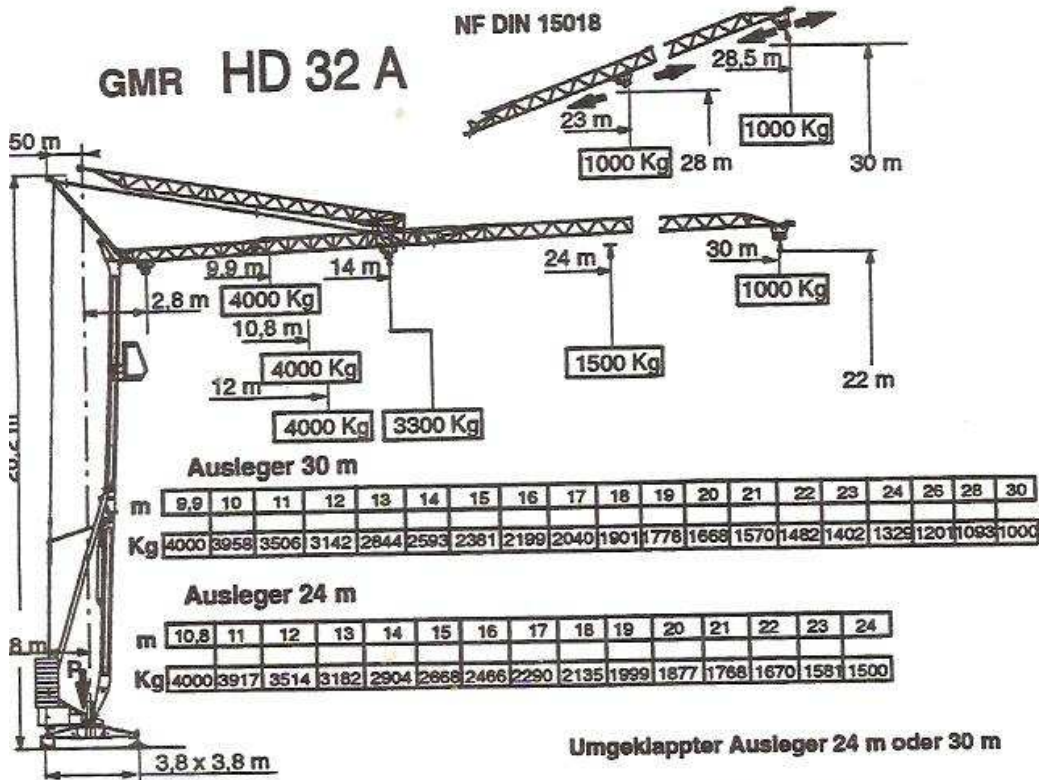 NF DIN 15018
GMR HD 32 A
28,5 m
23 m
1000 Kg
1000 Kg
28 m
30 m
50 m
9,9 m
14 m
24 m
30 m
2,8 m
4000 Kg
1000 Kg
10,8 m
4000 Kg
1500 Kg
22 m
12 m
4000 Kg
3300 Kg
Ausleger 30 m
m 9,9 10 11 12 13 14 15 16 17 18 19 20 21 22 23 24 26 28 30
Kg 4000 3958 3506 3142 2844 2593 2381 2199 2040 1901 1778 1668 1570 1482 1402 1329 1201 1093 1000
Ausleger 24 m
m 10,8 11 12 13 14 15 16 17 18 19 20 21 22 23 24
8 m
P
Kg 4000 3917 3514 3182 2904 2668 2466 2290 2135 1999 1877 1768 1670 1581 1500
Umgeklappter Ausleger 24 m oder 30 m
3,8 x 3,8 m